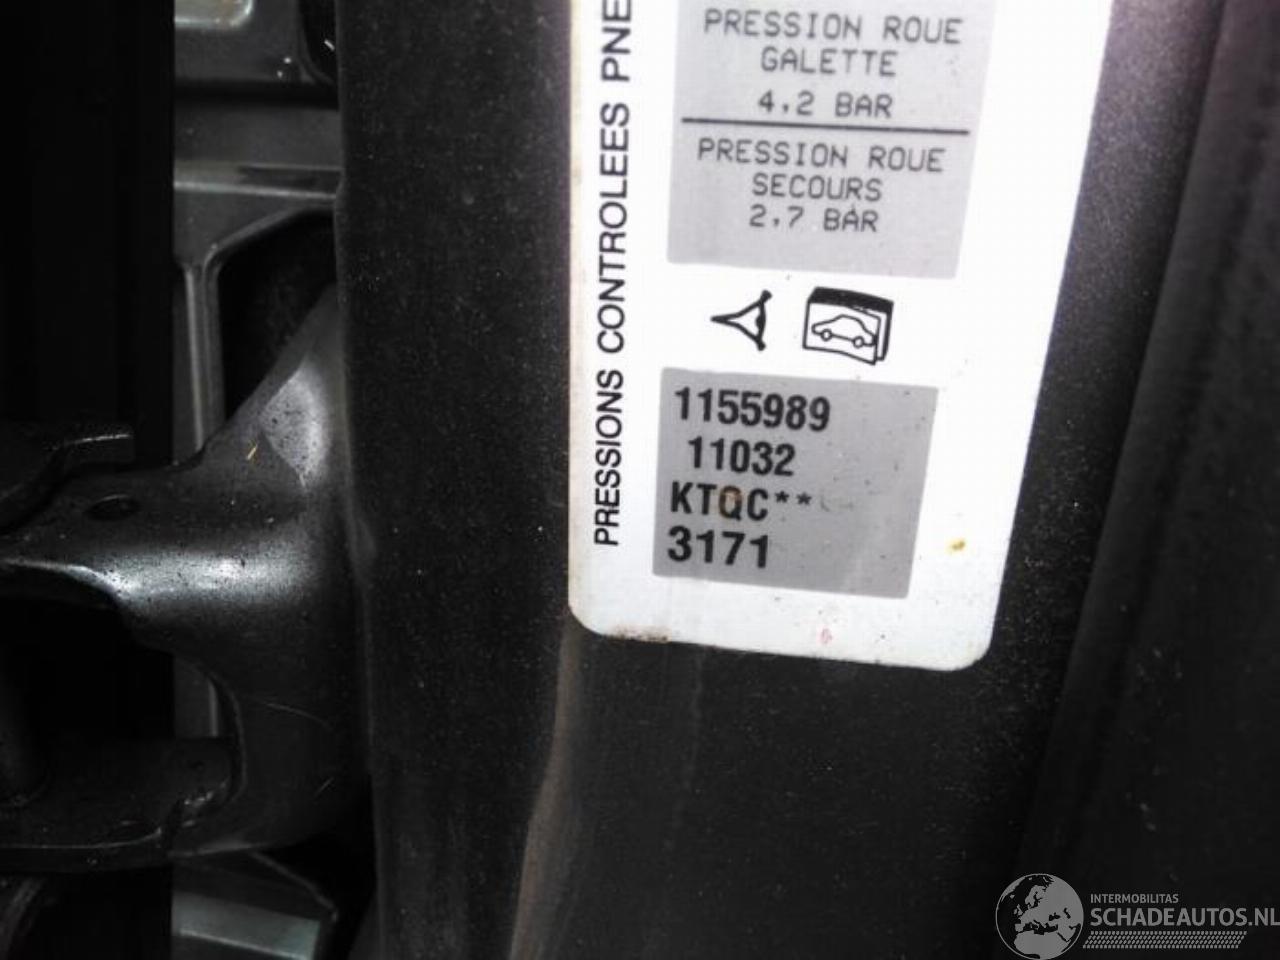 PRESSION ROUE
GALETTE
4,2 BAR
PRESSION ROUE
SECOURS
2,7 BAR
PRESSIONS CONTROLEES PNE
1155989
11032
KTQC**
3171
INTERMOBILITAS
SCHADEAUTOS.NL